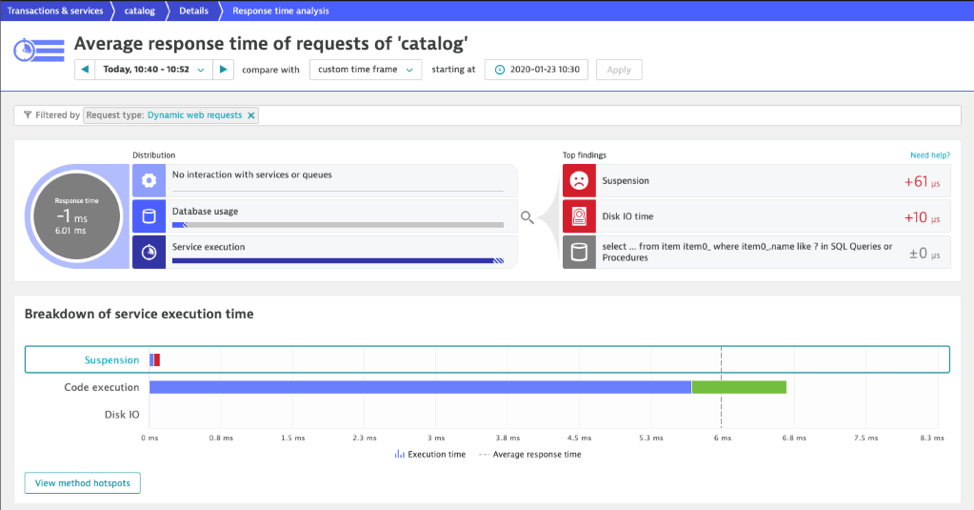 Transactions & services
catalog
Details
Response time analysis
Average response time of requests of 'catalog'
Today, 10:40 - 10:52
compare with
custom time frame
starting at
2020-01-23 10:30
Apply
Filtered by
Request type: Dynamic web requests
Distribution
Response time
-1 ms
6.01 ms
No interaction with services or queues
Database usage
Service execution
Top findings
Need help?
Suspension
+61 µs
Disk IO time
+10 µs
select ... from item item0_ where item0_.name like ? in SQL Queries or
Procedures
±0 µs
Breakdown of service execution time
Suspension
Code execution
Disk IO
0 ms 0.8 ms 1.5 ms 2.3 ms 3 ms 3.8 ms 4.5 ms 5.3 ms 6 ms 6.8 ms 7.5 ms 8.3 ms
Execution time
Average response time
View method hotspots